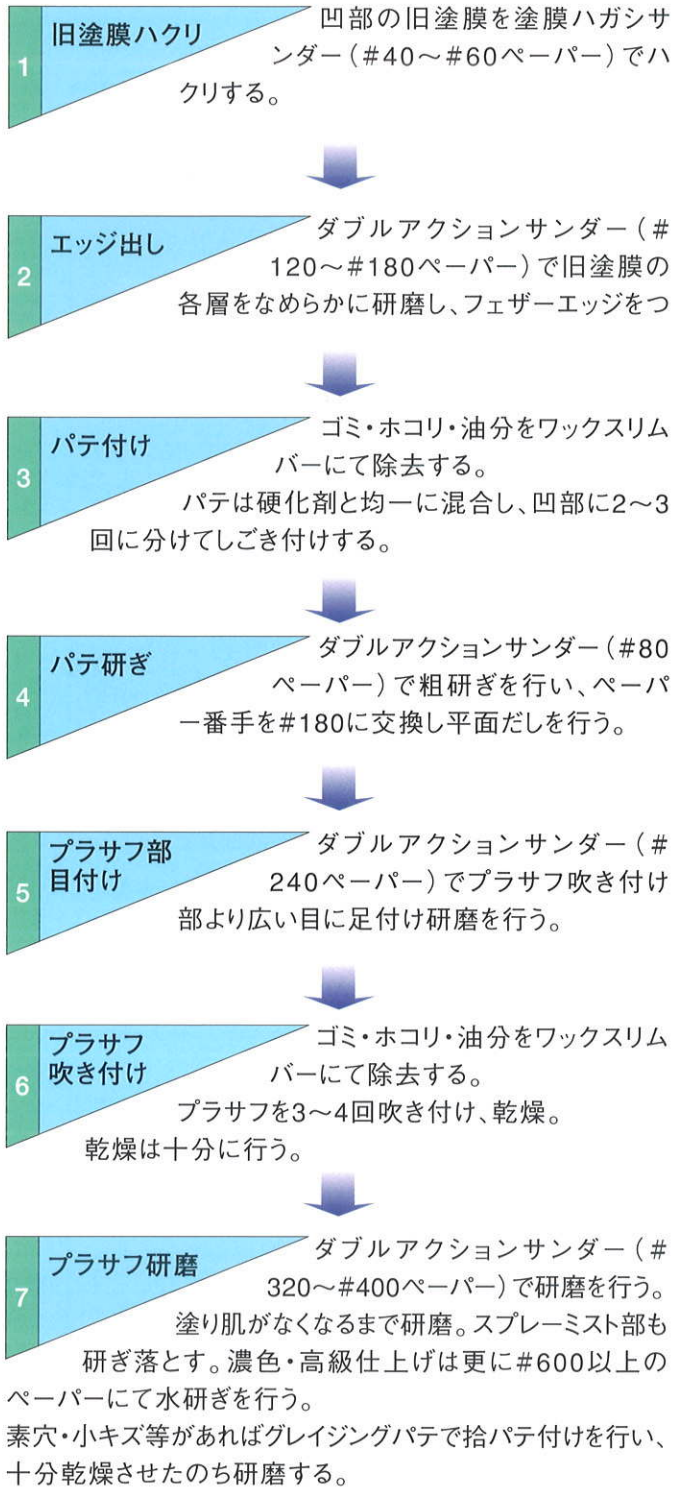 1
旧塗膜ハクリ
凹部の旧塗膜を塗膜ハガシサ
ンダー(#40〜#60ペーパー)でハ
クリする。
2
エッジ出し
ダブルアクションサンダー(#
120〜#180ペーパー)で旧塗膜の
各層をなめらかに研磨し、フェザーエッジをつ
3
パテ付け
ゴミ・ホコリ・油分をワックスリム
バーにて除去する。
パテは硬化剤と均一に混合し、凹部に2〜3
回に分けてしごき付けする。
4
パテ研ぎ
ダブルアクションサンダー(#80
ペーパー)で粗研ぎを行い、ペーパ
ー番手を#180に交換し平面だしを行う。
5
プラサフ部
目付け
ダブルアクションサンダー(#
240ペーパー)でプラサフ吹き付け
部より広い目に足付け研磨を行う。
6
プラサフ
吹き付け
ゴミ・ホコリ・油分をワックスリム
バーにて除去する。
プラサフを3〜4回吹き付け、乾燥。
乾燥は十分に行う。
7
プラサフ研磨
ダブルアクションサンダー(#
320〜#400ペーパー)で研磨を行う。
塗り肌がなくなるまで研磨。スプレーミスト部も
研ぎ落とす。濃色・高級仕上げは更に#600以上の
ペーパーにて水研ぎを行う。
素穴・小キズ等があればグレイジングパテで拾パテ付けを行い、
十分乾燥させたのち研磨する。